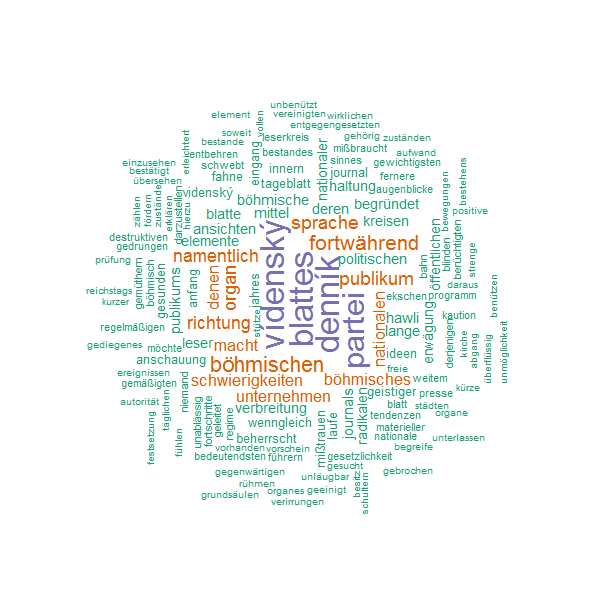 unbenützt
element
vereinigten
wirklichen
vollen
entgegengesetzten
soweit
leserkreis
gehörig
zuständen
bestande
mißbraucht
aufwand
erleichtert
entbehren
eingang
bestandes
nationaler
sinnes
gewichtigsten
einzusehen
schwebt
innern
journal
fernere
bestätigt
fahne
tageblatt
haltung
augenblicke
übersehen
videnský
böhmische
deren
begründet
bewegungen
bestehens
zählen
fördern
zustände
erklären
hierzu
darzustellen
blatte
mittel
sprache
kreisen
positive
ansichten
fortwährend
öffentlichen
destruktiven
elemente
vidensky
blattes
denník
partei
blinden
berüchtigten
gedrungen
namentlich
politischen
prüfung
gemüthern
böhmisch
gesunden
publikums
denen
organ
publikum
bahn
strenge
reichstags
anfang
jahres
ekschen
programm
daraus
kurzer
stütze
nationalen
hawli
kaution
benützen
regelmäßigen
richtung
lange
erwägung
derjenigen
kirche
abgang
überflüssig
unmöglichkeit
gediegenes
möchte
leser
macht
ideen
anschauung
böhmischen
freie
ereignissen
gemäßigten
schwierigkeiten
böhmisches
weitem
kürze
niemand
unternehmen
geistiger
presse
autorität
täglichen
unablässig
fortschritte
geleitet
regime
verbreitung
journals
radikalen
blatt
städten
festsetzung
wenngleich
laufe
tendenzen
organe
fühlen
beherrscht
mißtrauen
materieller
nationale
unterlassen
vorhanden
vorschein
begreife
bedeutendsten
führern
gesetzlichkeit
gesucht
gebrochen
gegenwärtigen
unläugbar
besitz
schultern
rühmen
organes
geeinigt
grundsäulen
verirrungen